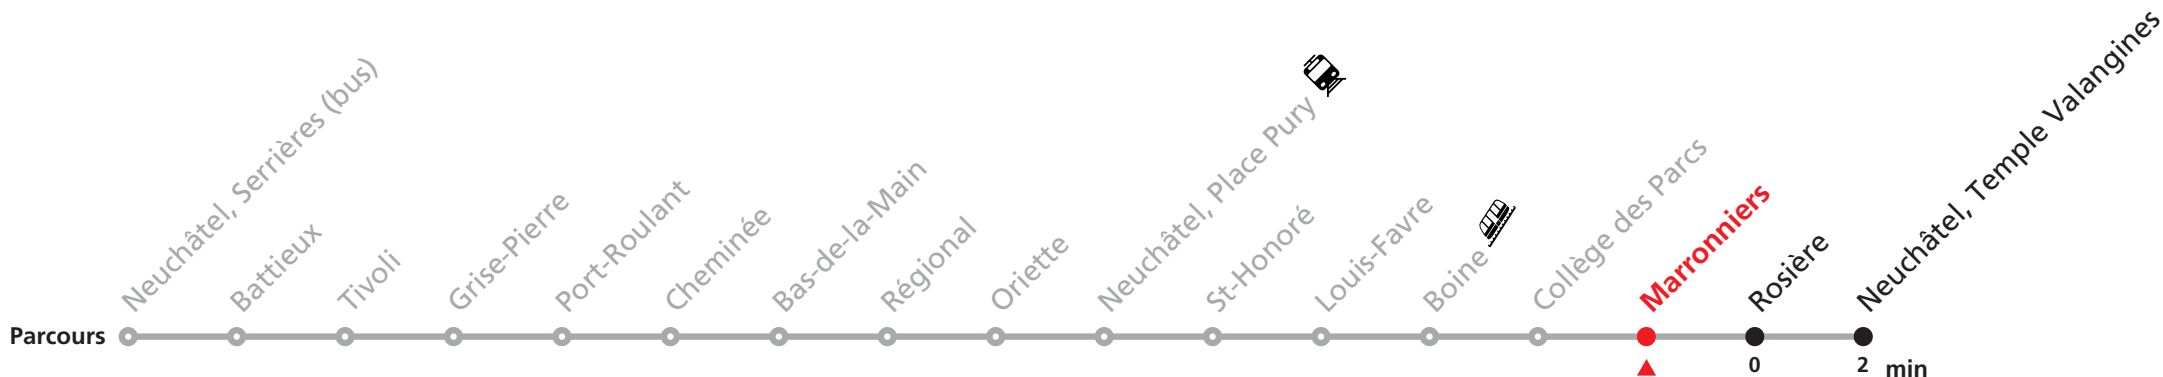 Parcours
Neuchâtel, Serrières (bus)
Battieux
Tivoli
Grise-Pierre
Port-Roulant
Cheminée
Bas-de-la-Main
Régional
Oriette
Neuchâtel, Place Pury
St-Honoré
Louis-Favre
Boine
Collège des Parcs
Marronniers
Rosière
Neuchâtel, Temple Valangines
0 2 min